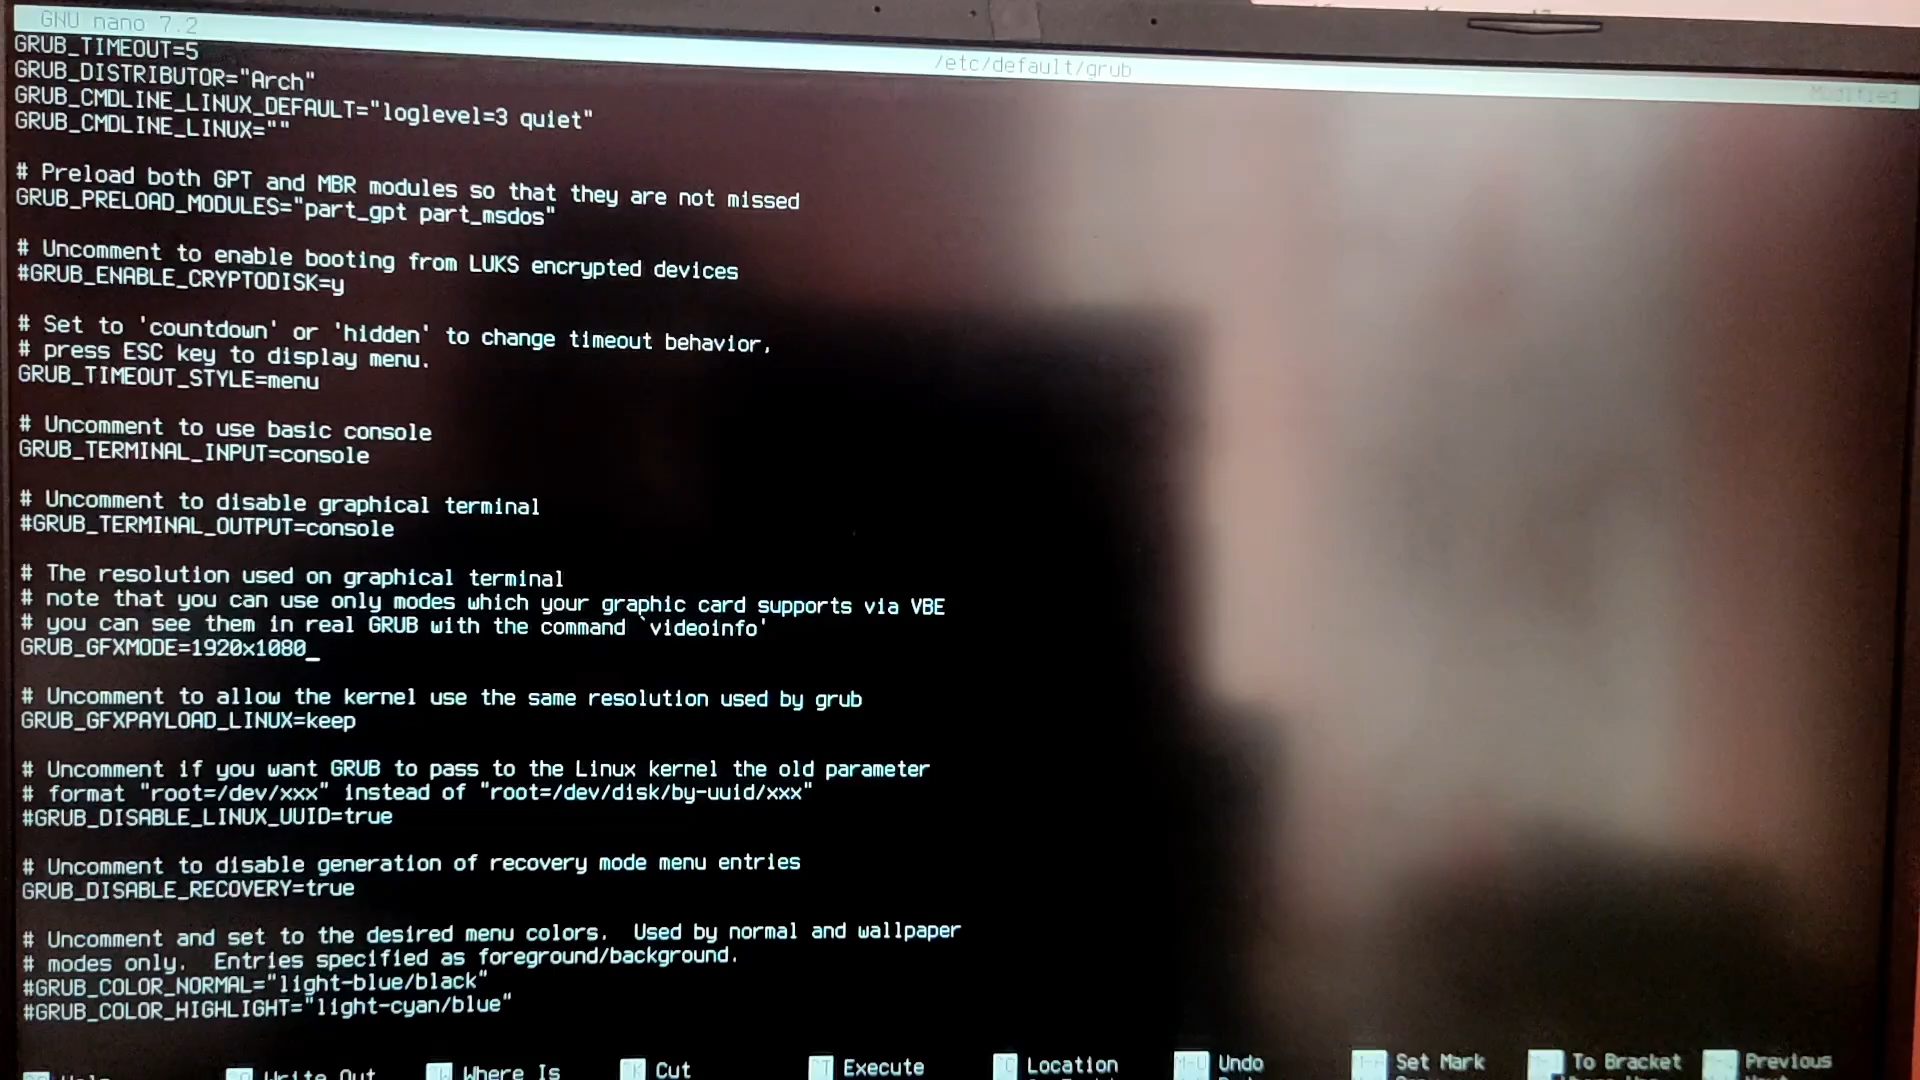 GNU nano 7.2
/etc/default/grub
Modified
GRUB_TIMEOUT=5
GRUB_DISTRIBUTOR="Arch"
GRUB_CMDLINE_LINUX_DEFAULT="loglevel=3 quiet"
GRUB_CMDLINE_LINUX=""
# Preload both GPT and MBR modules so that they are not missed
GRUB_PRELOAD_MODULES="part_gpt part_msdos"
# Uncomment to enable booting from LUKS encrypted devices
#GRUB_ENABLE_CRYPTODISK=y
# Set to 'countdown' or 'hidden' to change timeout behavior,
# press ESC key to display menu.
GRUB_TIMEOUT_STYLE=menu
# Uncomment to use basic console
GRUB_TERMINAL_INPUT=console
# Uncomment to disable graphical terminal
#GRUB_TERMINAL_OUTPUT=console
# The resolution used on graphical terminal
# note that you can use only modes which your graphic card supports via VBE
# you can see them in real GRUB with the command `videoinfo'
GRUB_GFXMODE=1920x1080_
# Uncomment to allow the kernel use the same resolution used by grub
GRUB_GFXPAYLOAD_LINUX=keep
# Uncomment if you want GRUB to pass to the Linux kernel the old parameter
# format "root=/dev/xxx" instead of "root=/dev/disk/by-uuid/xxx"
#GRUB_DISABLE_LINUX_UUID=true
# Uncomment to disable generation of recovery mode menu entries
GRUB_DISABLE_RECOVERY=true
# Uncomment and set to the desired menu colors.  Used by normal and wallpaper
# modes only.  Entries specified as foreground/background.
#GRUB_COLOR_NORMAL="light-blue/black"
#GRUB_COLOR_HIGHLIGHT="light-cyan/blue"
Help Write Out Where Is Cut Execute Location Undo Set Mark To Bracket Previous